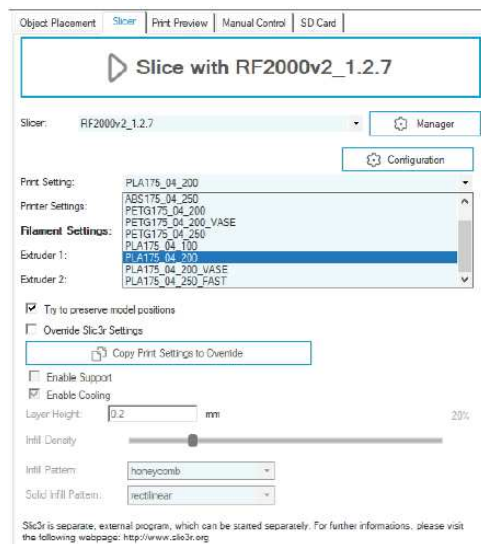 Object Placement Slicer Print Preview Manual Control SD Card
Slice with RF2000v2_1.2.7
Slicer: RF2000v2_1.2.7 Manager
Configuration
Print Setting: PLA175_04_200
Printer Settings:
Filament Settings:
Extruder 1:
Extruder 2:
ABS175_04_250
PETG175_04_200
PETG175_04_200_VASE
PETG175_04_250
PLA175_04_100
PLA175_04_200
PLA175_04_200_VASE
PLA175_04_250_FAST
Try to preserve model positions
Override Slic3r Settings
Copy Print Settings to Override
Enable Support
Enable Cooling
Layer Height: 0.2 mm 20%
Infill Density
Infill Pattern: honeycomb
Solid Infill Pattern: rectilinear
Slic3r is separate, external program, which can be started separately. For further informations, please visit
the following webpage: http://www.slic3r.org